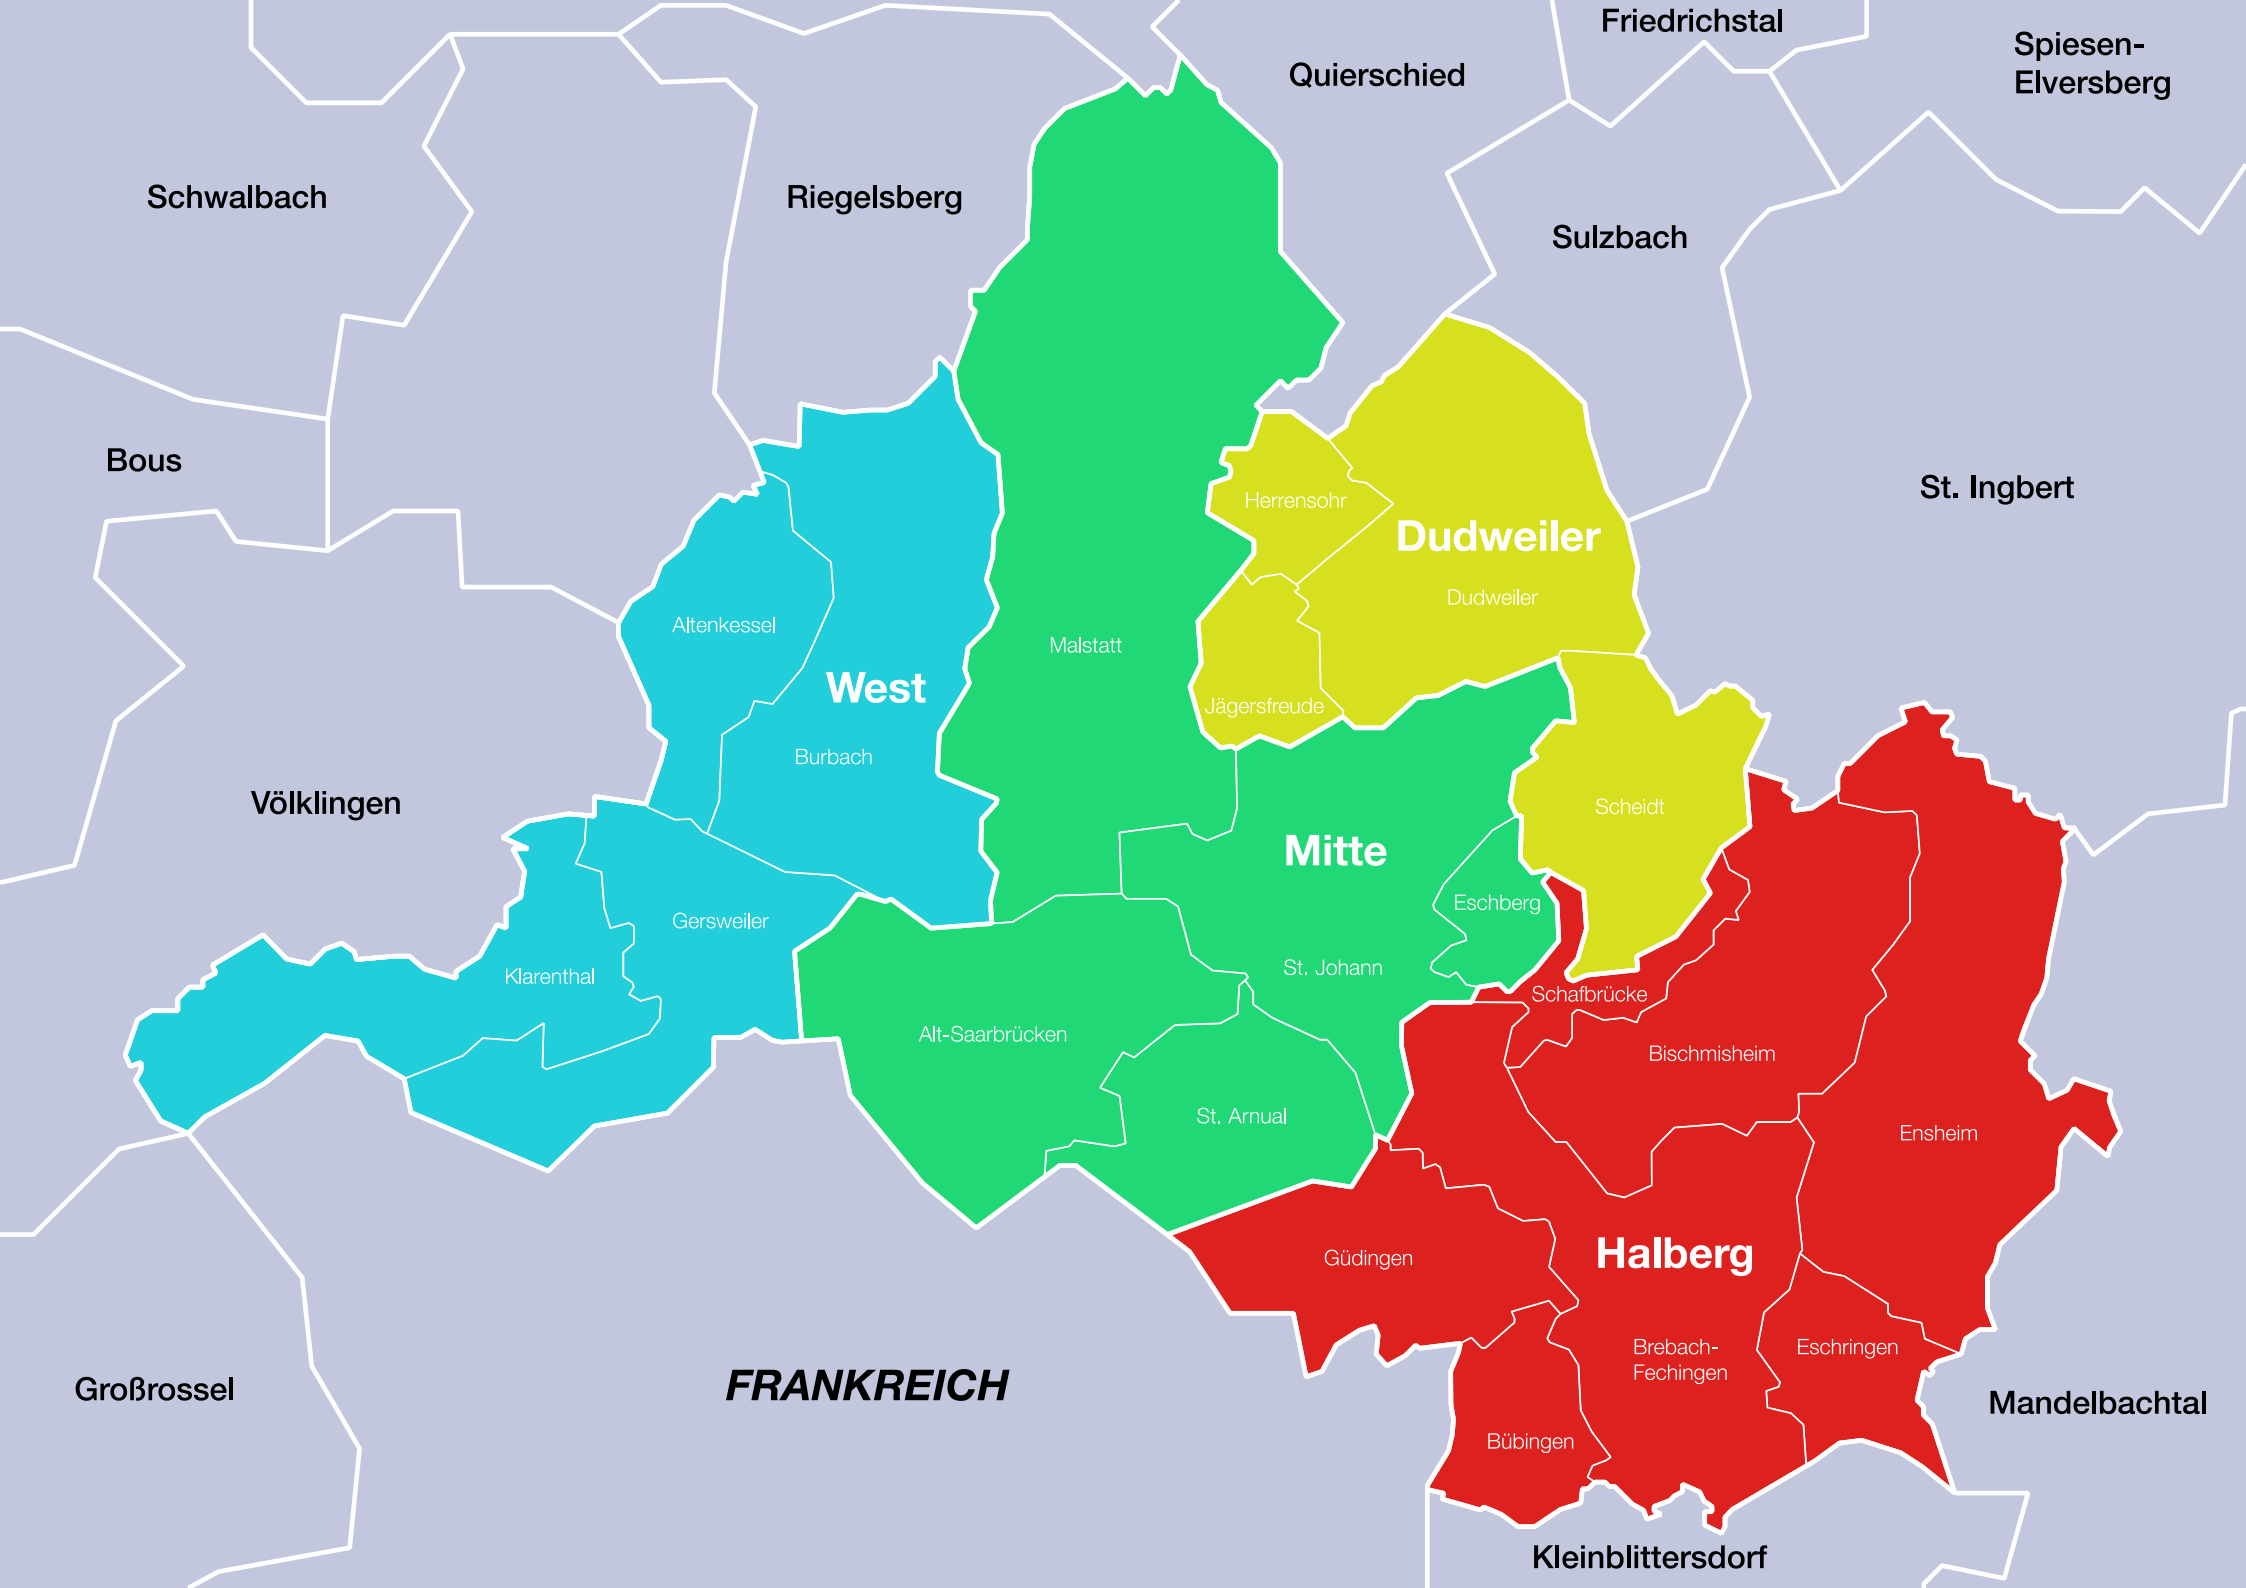 Friedrichstal
Spiesen-
Elversberg
Quierschied
Schwalbach
Riegelsberg
Sulzbach
Bous
St. Ingbert
Herrensohr
Dudweiler
Dudweiler
Altenkessel
Malstatt
West
Jägersfreude
Burbach
Völklingen
Scheidt
Mitte
Eschberg
Gersweiler
St. Johann
Klarenthal
Schafbrücke
Alt-Saarbrücken
Bischmisheim
St. Arnual
Ensheim
Güdingen
Halberg
Brebach-
Fechingen
Eschringen
FRANKREICH
Großrossel
Mandelbachtal
Bübingen
Kleinblittersdorf